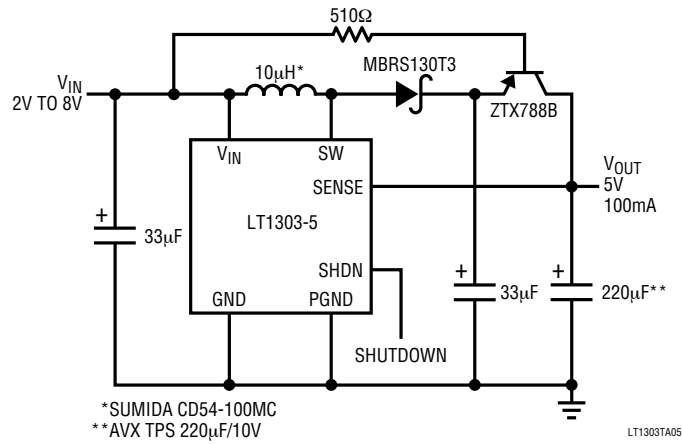 510Ω
MBRS130T3
10µH*
V_IN
2V TO 8V
ZTX788B
V_IN
SW
V_OUT
5V
100mA
SENSE
LT1303-5
+
33µF
SHDN
+
33µF
+
220µF**
GND
PGND
SHUTDOWN
*SUMIDA CD54-100MC
**AVX TPS 220µF/10V
LT1303TA05